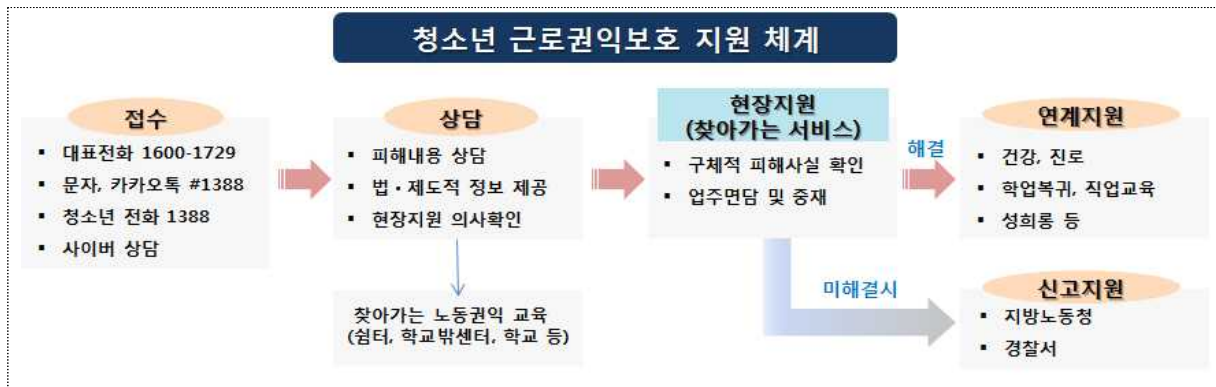 청소년 근로권익보호 지원 체계
접수
▪ 대표전화 1600-1729
▪ 문자, 카카오톡 #1388
▪ 청소년 전화 1388
▪ 사이버 상담
상담
▪ 피해내용 상담
▪ 법·제도적 정보 제공
▪ 현장지원 의사확인
찾아가는 노동권익 교육
(쉼터, 학교밖센터, 학교 등)
현장지원
(찾아가는 서비스)
▪ 구체적 피해사실 확인
▪ 업주면담 및 중재
해결
연계지원
▪ 건강, 진로
▪ 학업복귀, 직업교육
▪ 성희롱 등
미해결시
신고지원
▪ 지방노동청
▪ 경찰서